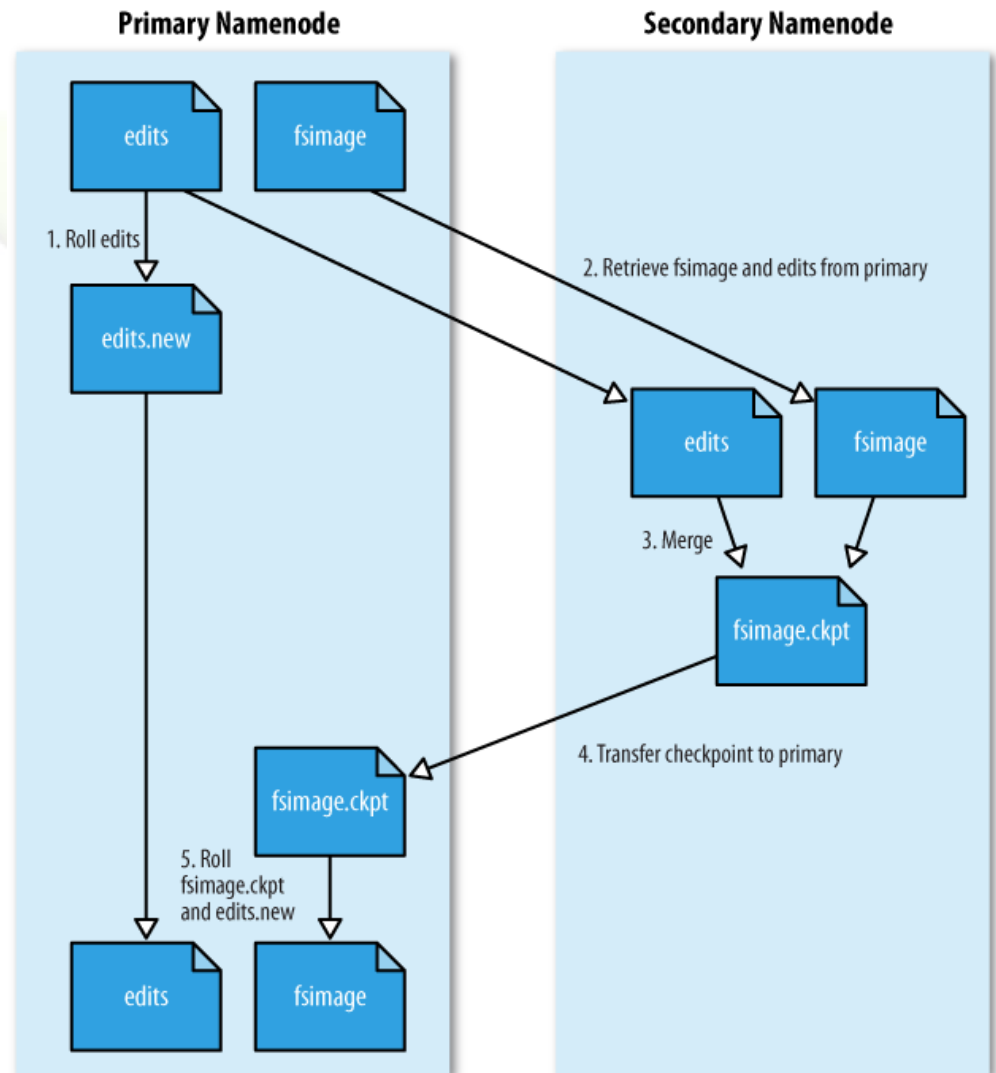 Primary Namenode
Secondary Namenode
edits
fsimage
1. Roll edits
2. Retrieve fsimage and edits from primary
edits.new
edits
fsimage
3. Merge
fsimage.ckpt
4. Transfer checkpoint to primary
fsimage.ckpt
5. Roll
fsimage.ckpt
and edits.new
edits
fsimage